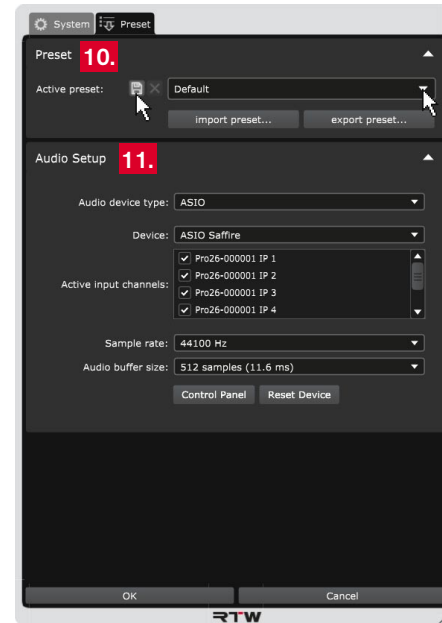 System Preset
Preset 10.
Active preset: Default
import preset... export preset...
Audio Setup 11.
Audio device type: ASIO
Device: ASIO Saffire
Active input channels:
Pro26-000001 IP 1
Pro26-000001 IP 2
Pro26-000001 IP 3
Pro26-000001 IP 4
Sample rate: 44100 Hz
Audio buffer size: 512 samples (11.6 ms)
Control Panel Reset Device
OK Cancel
RTW